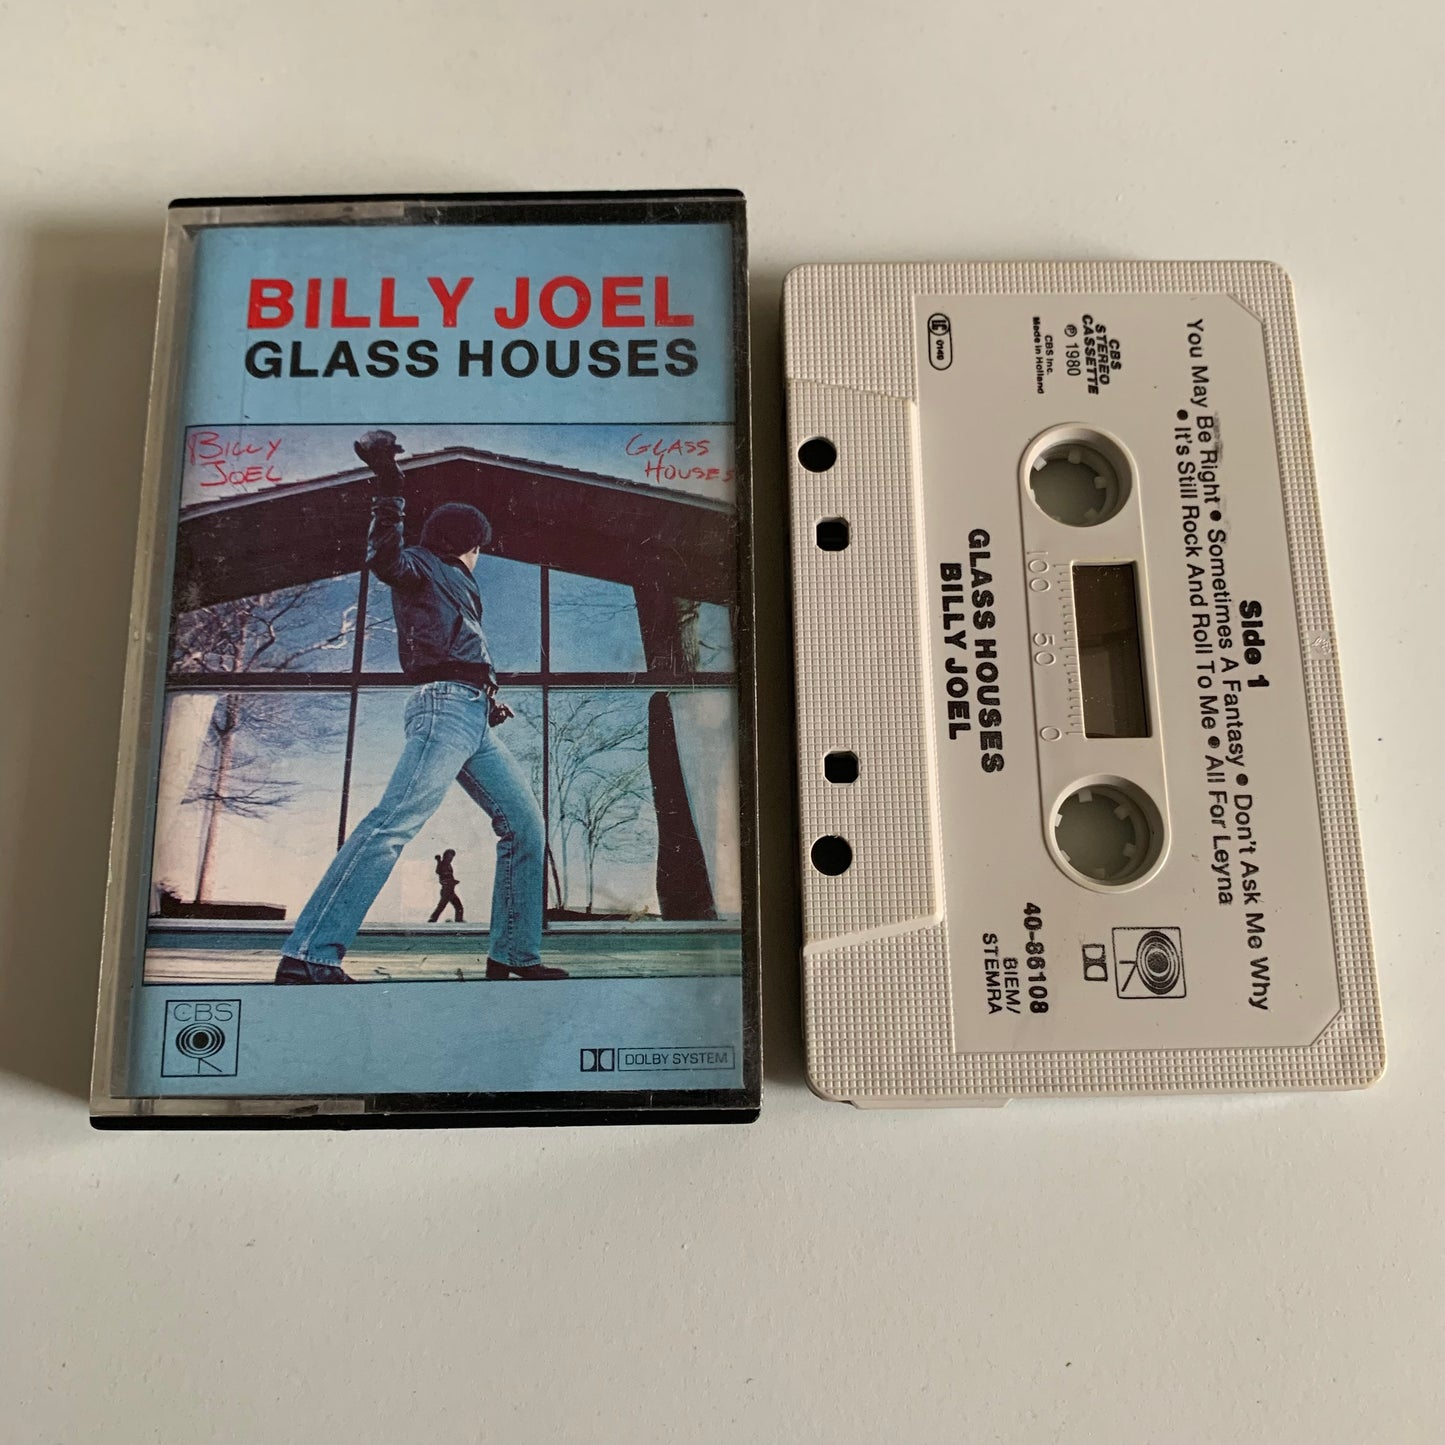 BILLY JOEL
GLASS HOUSES
BILLY
JOEL
GLASS
HOUSES
CBS
DOLBY SYSTEM
Side 1
You May Be Right • Sometimes A Fantasy • Don't Ask Me Why
• It's Still Rock And Roll To Me • All For Leyna
CBS
STEREO
CASSETTE
℗ 1980
CBS Inc.
Made in Holland
100 50 0
GLASS HOUSES
BILLY JOEL
40-86108
BIEM/
STEMRA